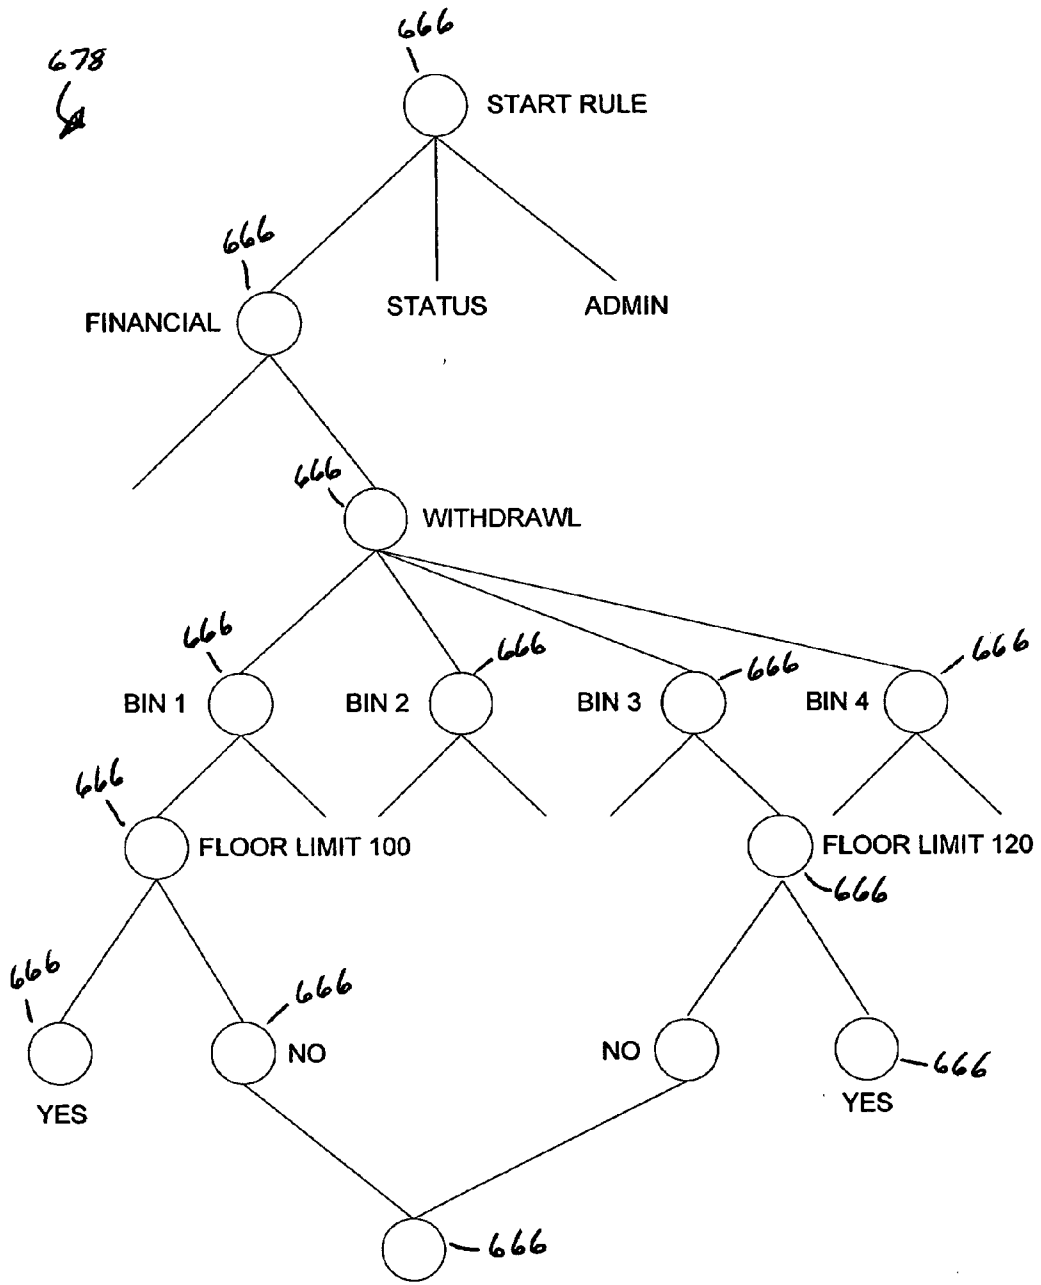 666
678
START RULE
666
STATUS
ADMIN
FINANCIAL
666
WITHDRAWL
666
666
666
666
BIN 1
BIN 2
BIN 3
BIN 4
666
FLOOR LIMIT 100
FLOOR LIMIT 120
666
666
666
NO
NO
666
YES
YES
666